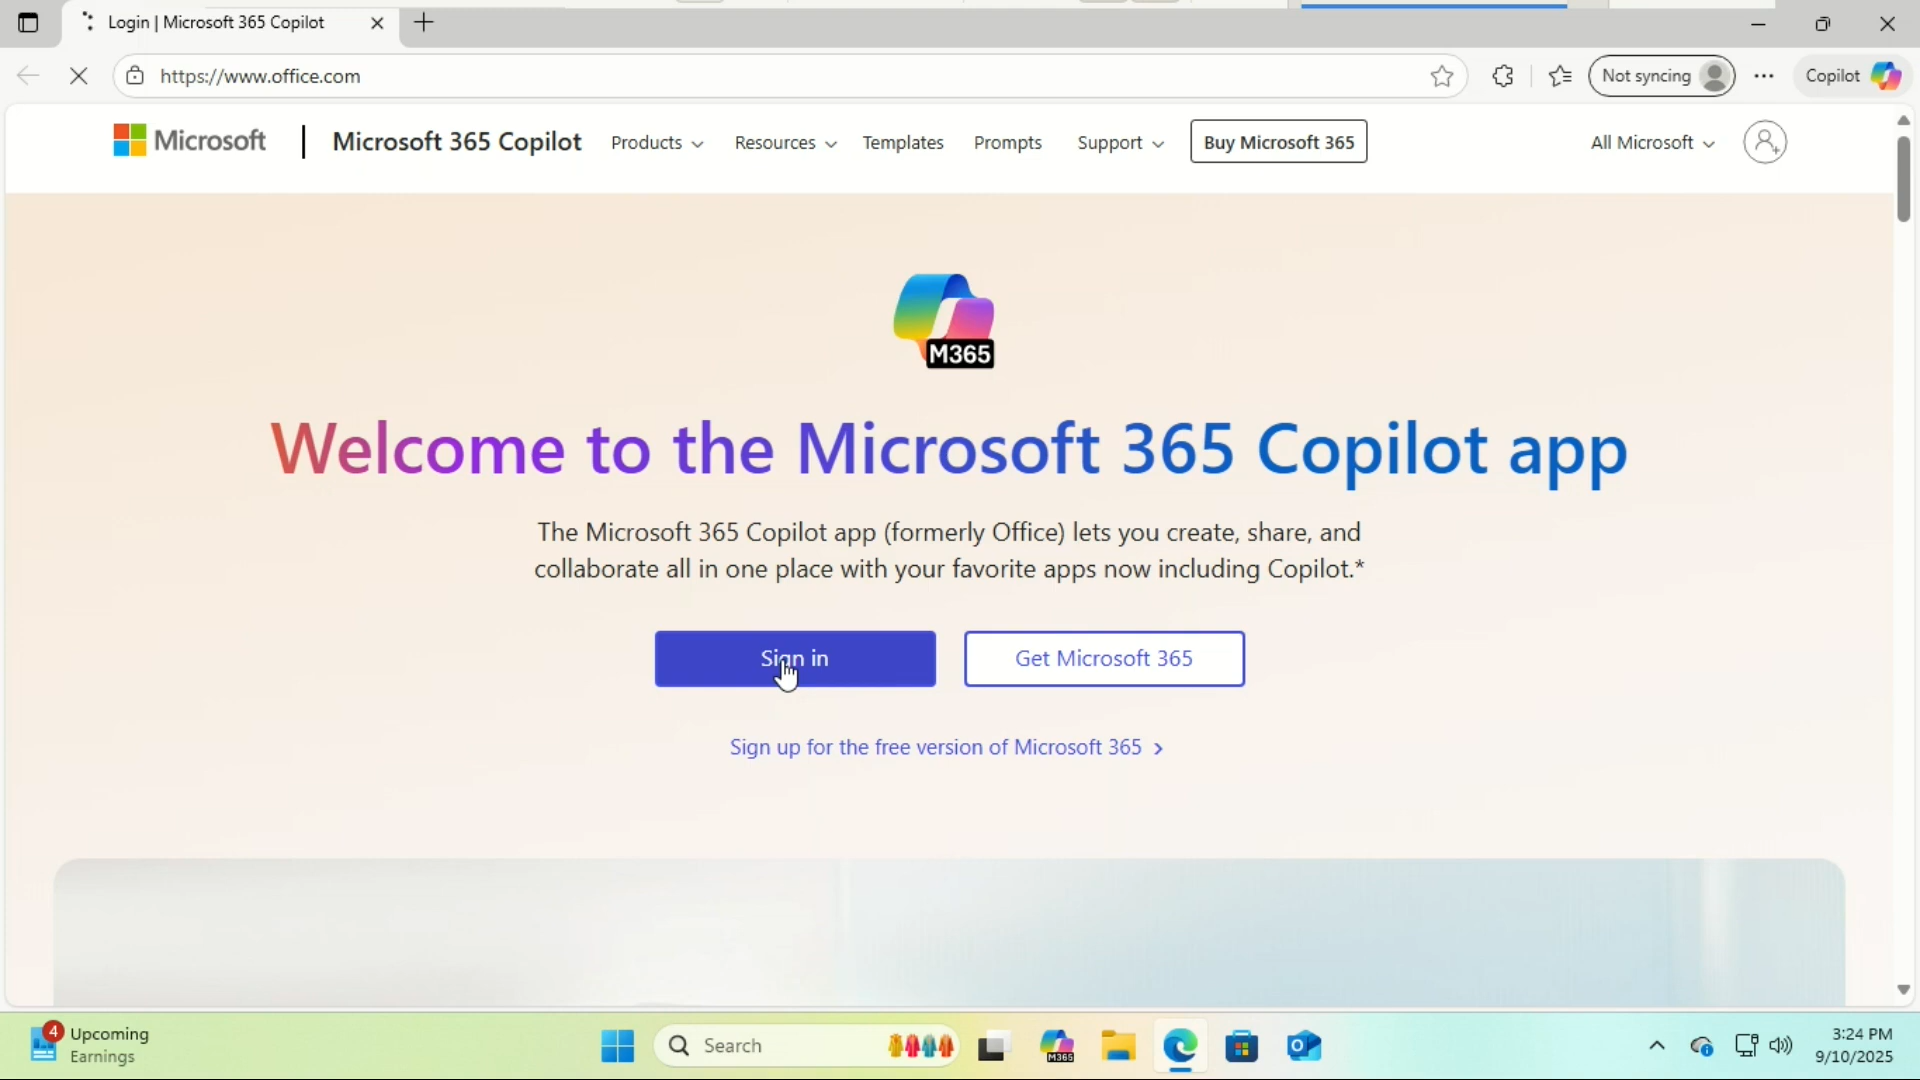 Login | Microsoft 365 Copilot
https://www.office.com
Not syncing
Copilot
Microsoft
Microsoft 365 Copilot
Products
Resources
Templates
Prompts
Support
Buy Microsoft 365
All Microsoft
M365
Welcome to the Microsoft 365 Copilot app
The Microsoft 365 Copilot app (formerly Office) lets you create, share, and
collaborate all in one place with your favorite apps now including Copilot.*
Sign in
Get Microsoft 365
Sign up for the free version of Microsoft 365
4
Upcoming
Earnings
Search
M365
3:24 PM
9/10/2025